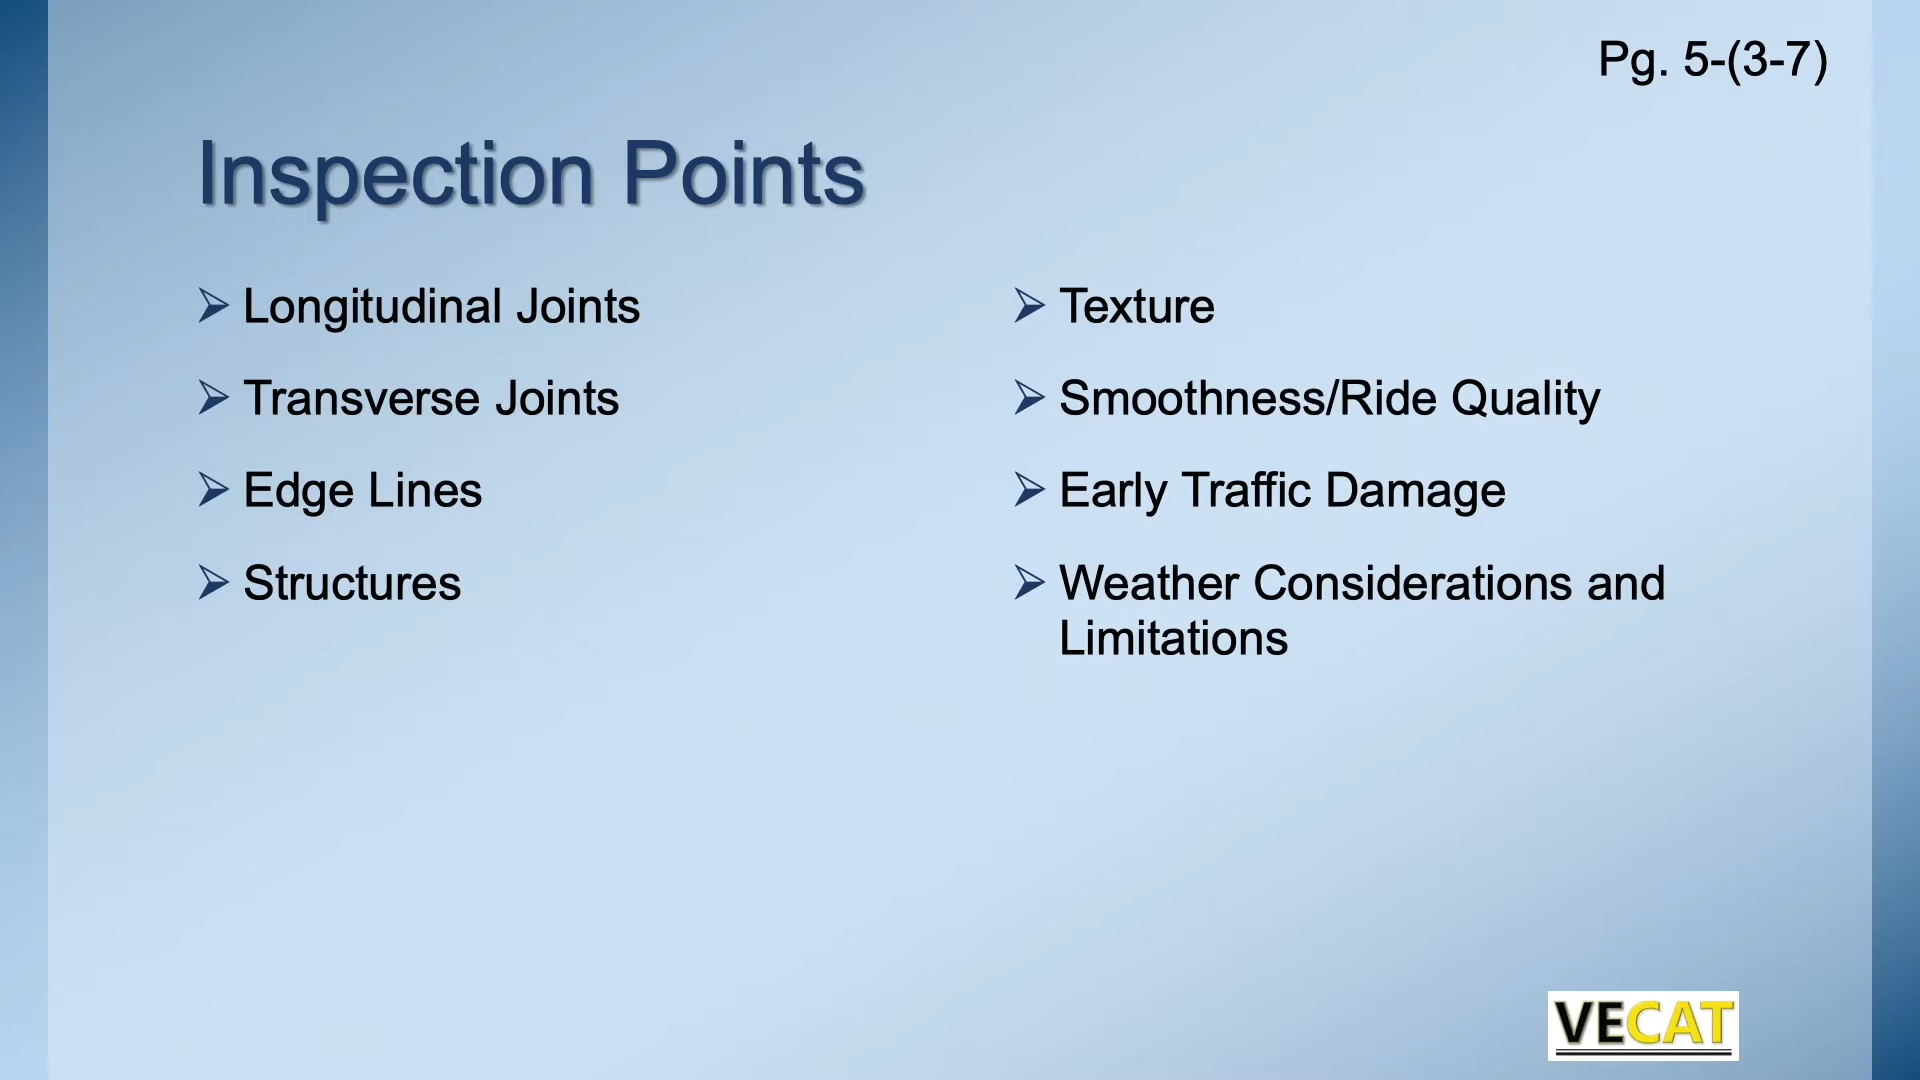 Pg. 5-(3-7)
Inspection Points
Longitudinal Joints
Transverse Joints
Edge Lines
Structures
Texture
Smoothness/Ride Quality
Early Traffic Damage
Weather Considerations and
Limitations
VECAT